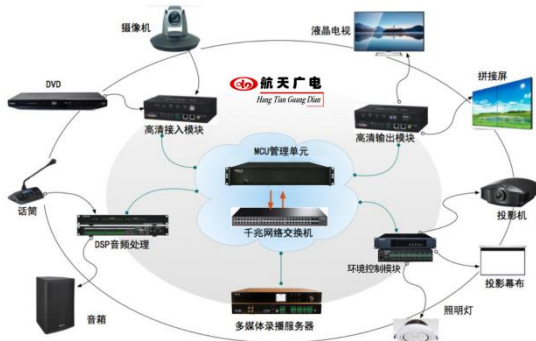 摄像机
液晶电视
DVD
航天广电
Hang Tian Guang Dian
拼接屏
高清接入模块
高清输出模块
MCU管理单元
话筒
投影机
DSP音频处理
千兆网络交换机
环境控制模块
投影幕布
音箱
多媒体录播服务器
照明灯